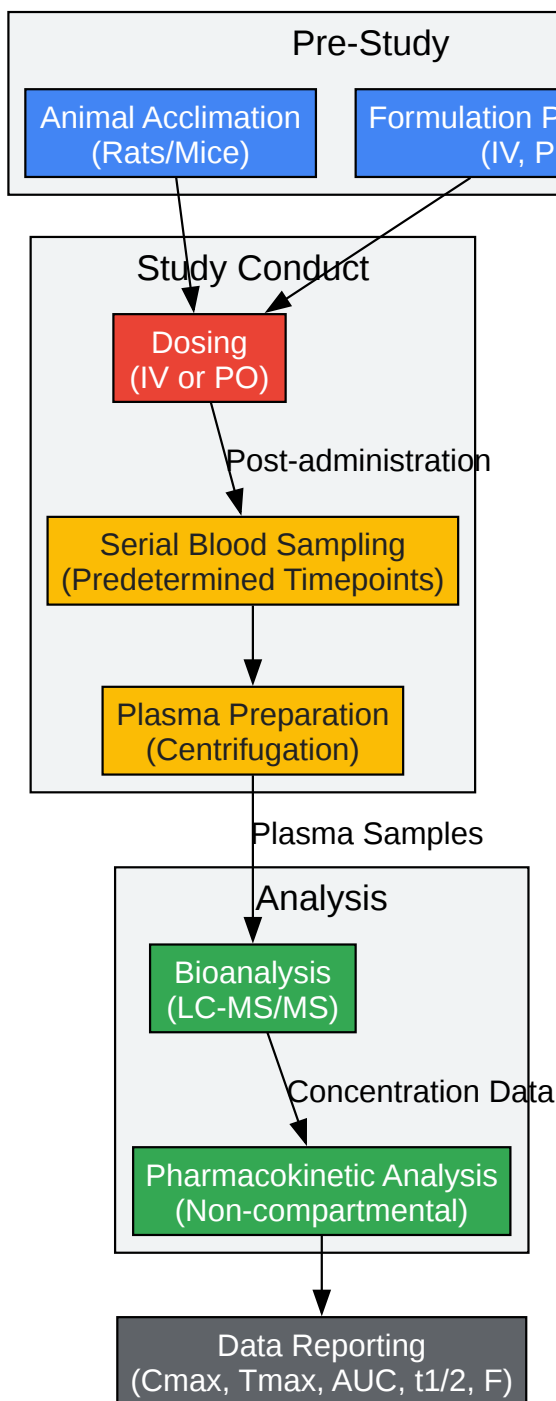 Pre-Study
Animal Acclimation
(Rats/Mice)
Formulation P
(IV, P
Study Conduct
Dosing
(IV or PO)
Post-administration
Serial Blood Sampling
(Predetermined Timepoints)
Plasma Preparation
(Centrifugation)
Plasma Samples
Analysis
Bioanalysis
(LC-MS/MS)
Concentration Data
Pharmacokinetic Analysis
(Non-compartmental)
Data Reporting
(Cmax, Tmax, AUC, t1/2, F)